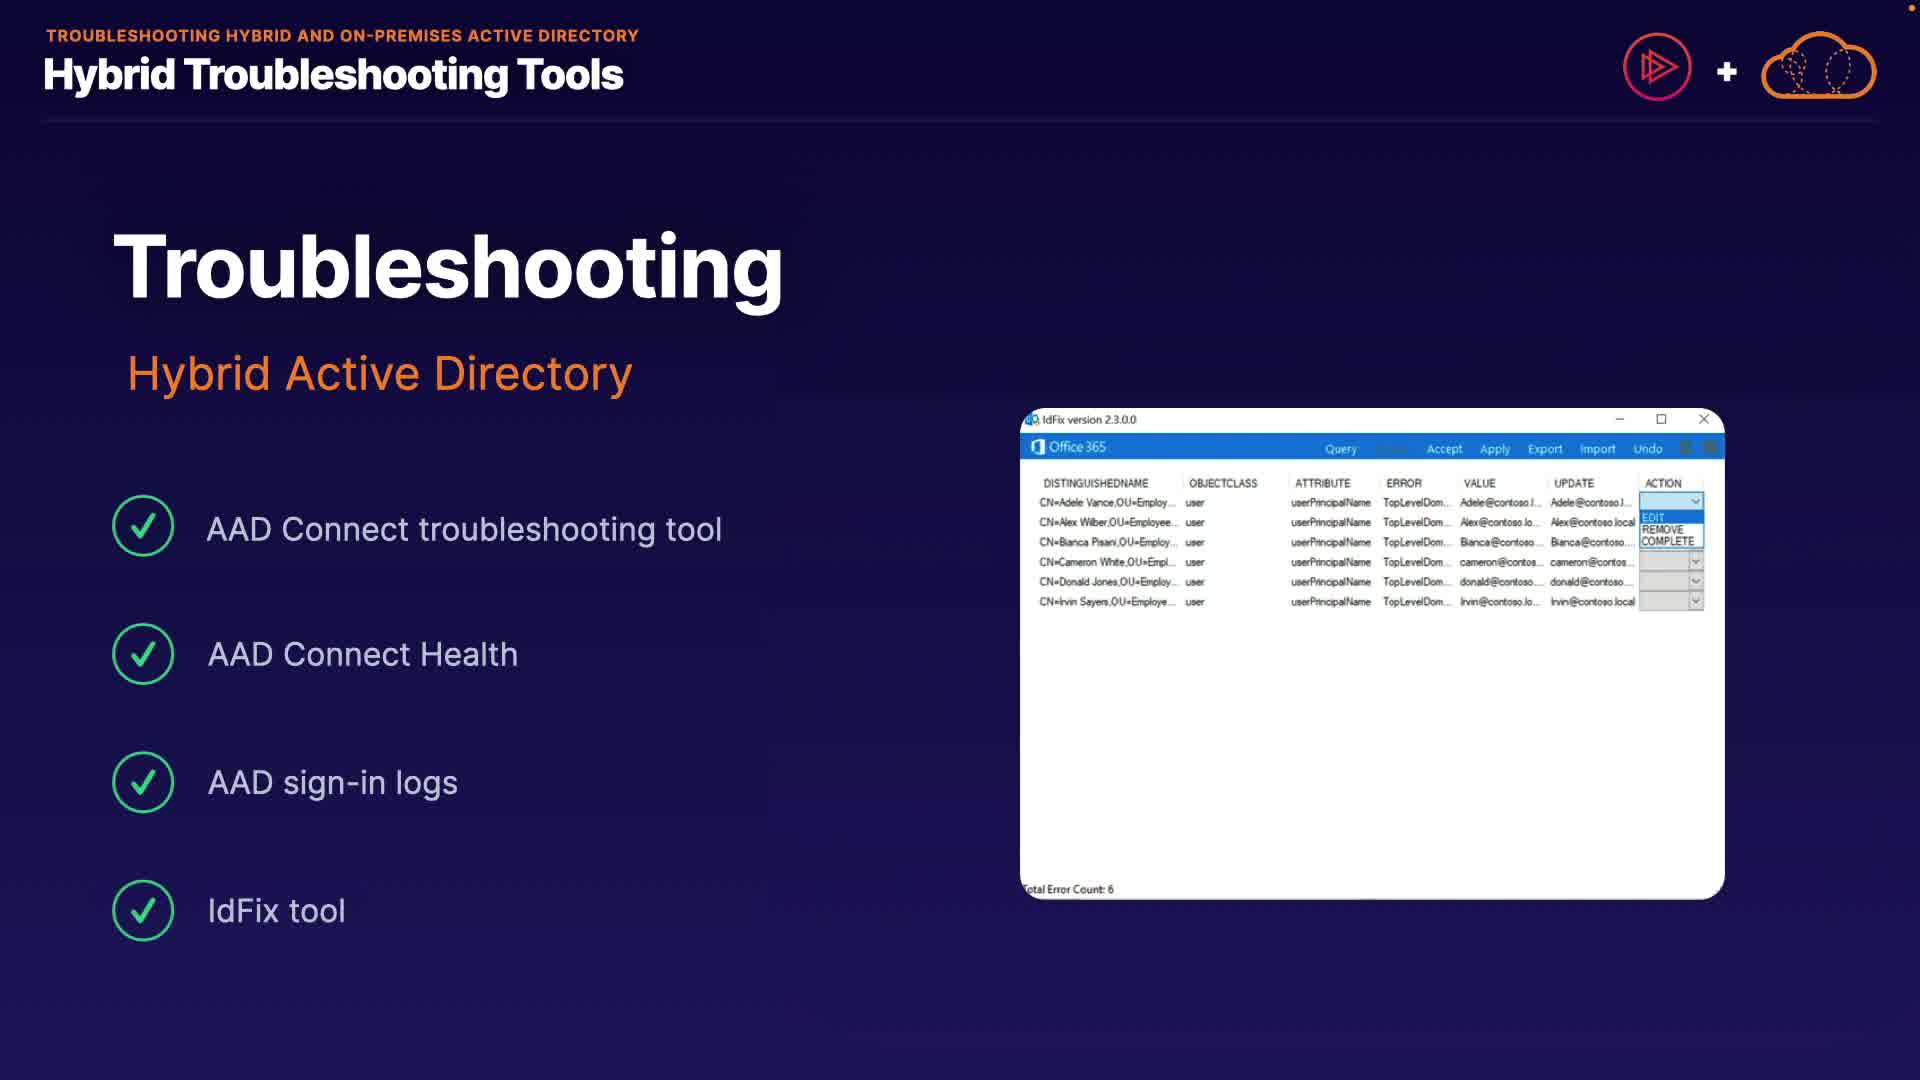 TROUBLESHOOTING HYBRID AND ON-PREMISES ACTIVE DIRECTORY
Hybrid Troubleshooting Tools
Troubleshooting
Hybrid Active Directory
AAD Connect troubleshooting tool
AAD Connect Health
AAD sign-in logs
IdFix tool
IdFix version 2.3.0.0
Office 365 Query Accept Apply Export Import Undo
DISTINGUISHEDNAME OBJECTCLASS ATTRIBUTE ERROR VALUE UPDATE ACTION
CN=Adele Vance,OU=Employ... user userPrincipalName TopLevelDom... Adele@contoso.l... Adele@contoso.l...
EDIT
CN=Alex Wilber,OU=Employee... user userPrincipalName TopLevelDom... Alex@contoso.lo... Alex@contoso.local
REMOVE
CN=Bianca Pisani,OU=Employ... user userPrincipalName TopLevelDom... Bianca@contoso... Bianca@contoso....
COMPLETE
CN=Cameron White,OU=Empl... user userPrincipalName TopLevelDom... cameron@contos... cameron@contos...
CN=Donald Jones,OU=Employ... user userPrincipalName TopLevelDom... donald@contoso... donald@contoso....
CN=Irvin Sayers,OU=Employe... user userPrincipalName TopLevelDom... Irvin@contoso.lo... Irvin@contoso.local
Total Error Count: 6